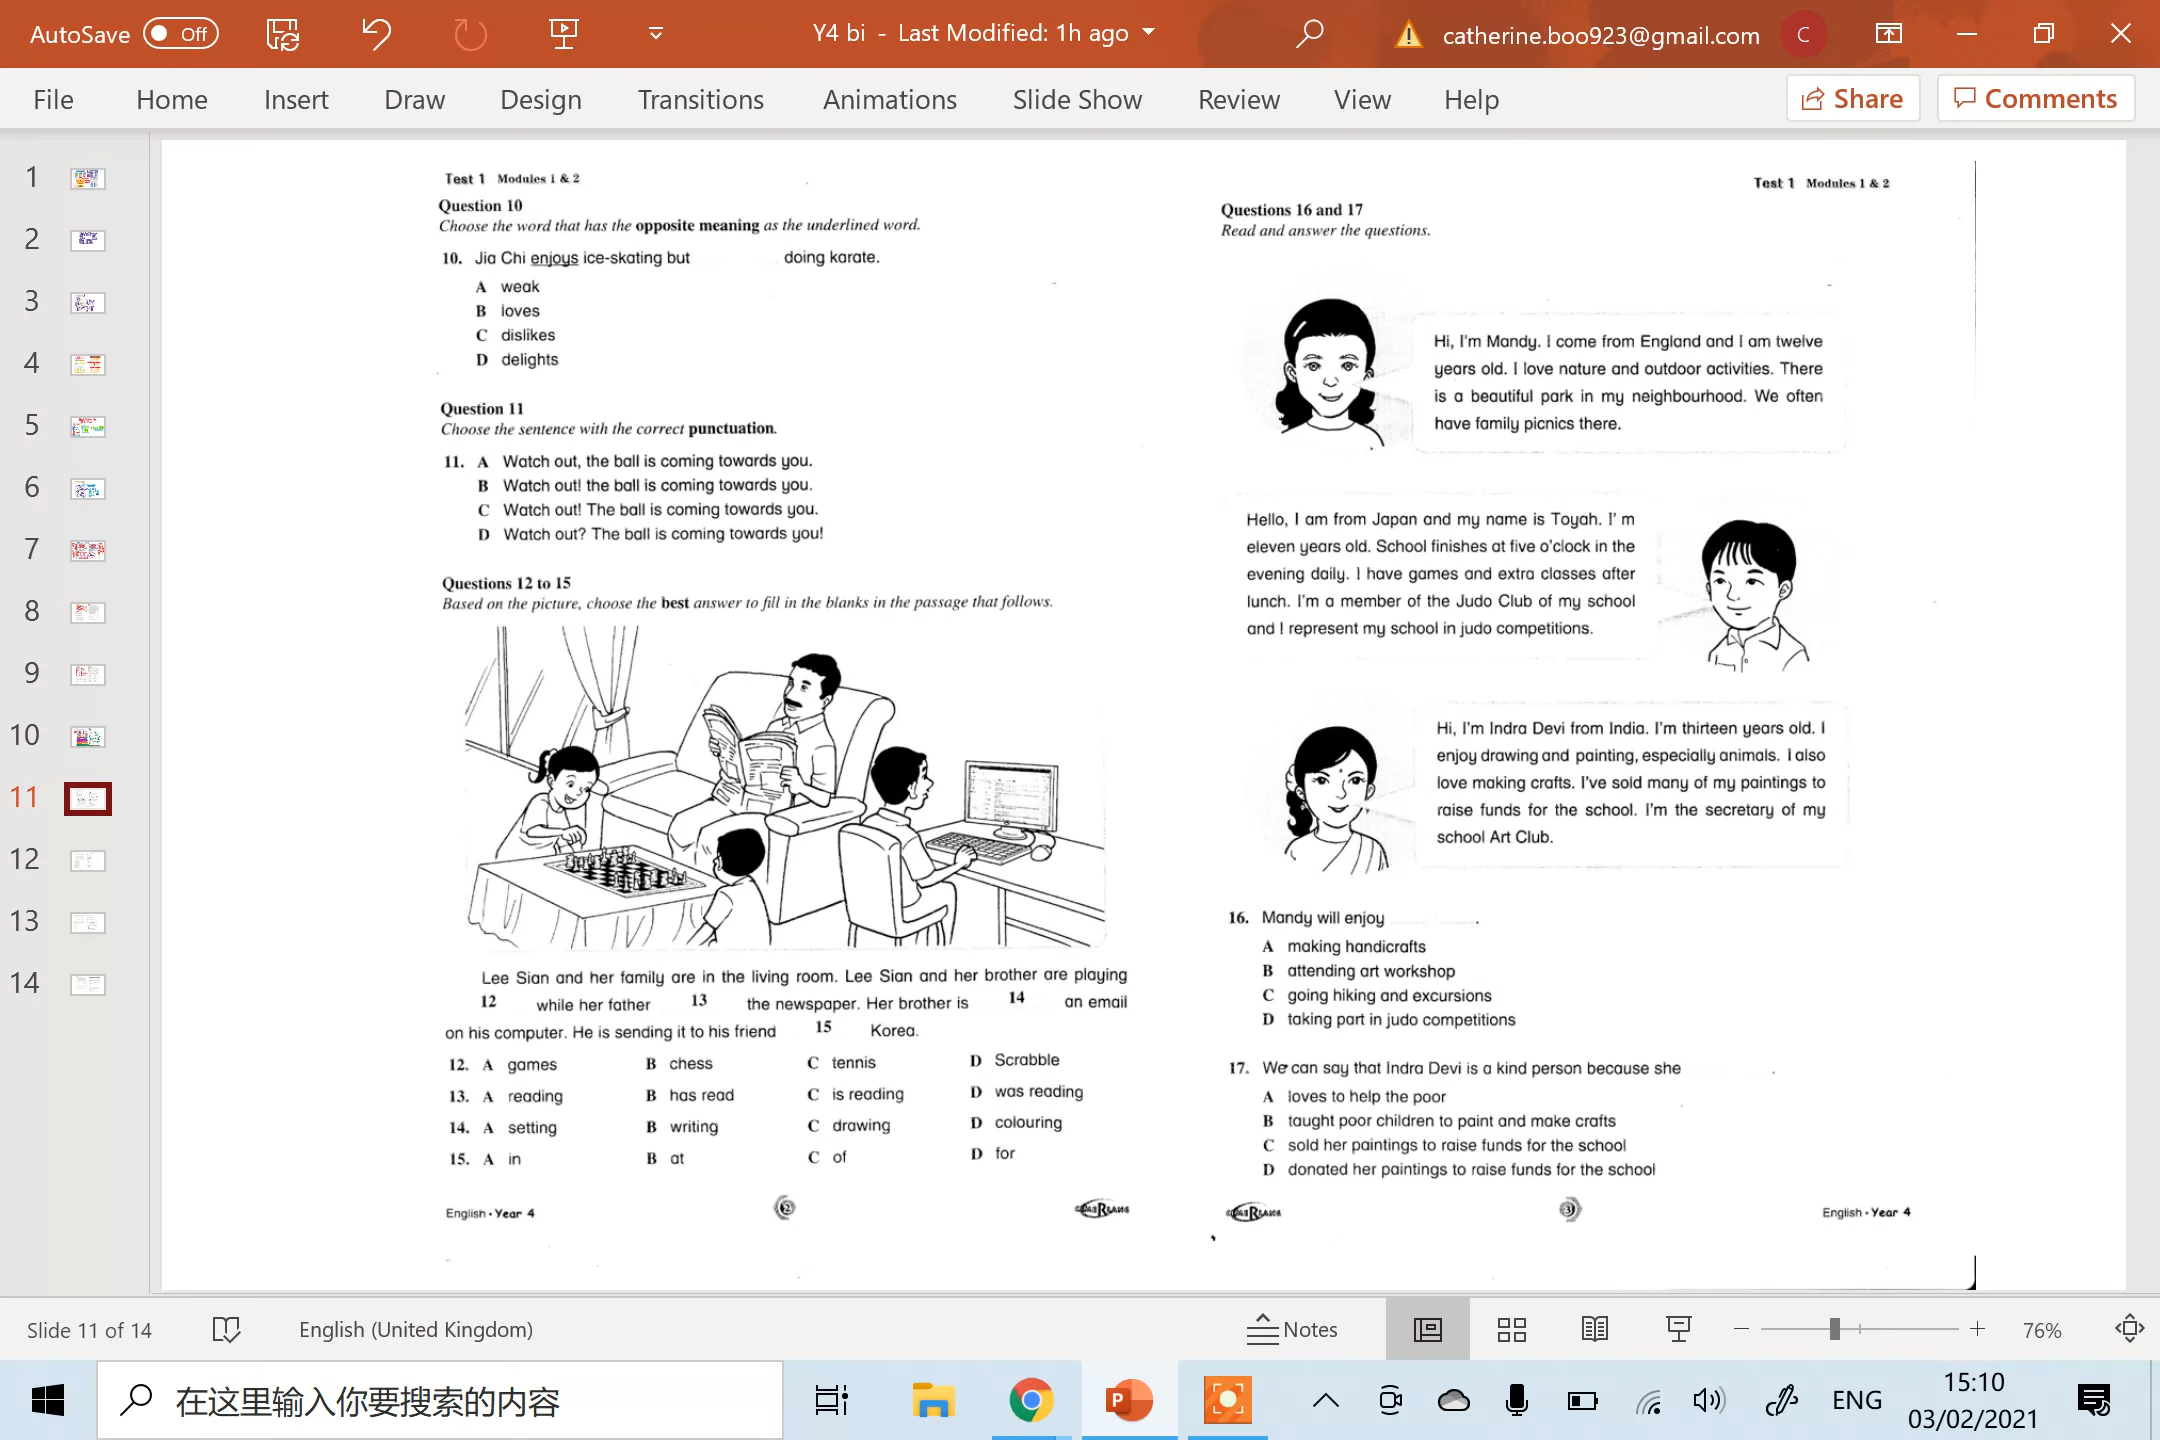 AutoSave Off
Y4 bi - Last Modified: 1h ago
catherine.boo923@gmail.com
C
File Home Insert Draw Design Transitions Animations Slide Show Review View Help
Share Comments
1
2
3
4
5
6
7
8
9
10
11
12
13
14
Test 1 Modules 1 & 2
Question 10
Choose the word that has the opposite meaning as the underlined word.
10. Jia Chi enjoys ice-skating but doing karate.
A weak
B loves
C dislikes
D delights
Question 11
Choose the sentence with the correct punctuation.
11. A Watch out, the ball is coming towards you.
B Watch out! the ball is coming towards you.
C Watch out! The ball is coming towards you.
D Watch out? The ball is coming towards you!
Questions 12 to 15
Based on the picture, choose the best answer to fill in the blanks in the passage that follows.
Lee Sian and her family are in the living room. Lee Sian and her brother are playing
12 while her father 13 the newspaper. Her brother is 14 an email
on his computer. He is sending it to his friend 15 Korea.
12. A games B chess C tennis D Scrabble
13. A reading B has read C is reading D was reading
14. A setting B writing C drawing D colouring
15. A in B at C of D for
English • Year 4
2
Test 1 Modules 1 & 2
Questions 16 and 17
Read and answer the questions.
Hi, I'm Mandy. I come from England and I am twelve
years old. I love nature and outdoor activities. There
is a beautiful park in my neighbourhood. We often
have family picnics there.
Hello, I am from Japan and my name is Toyah. I' m
eleven years old. School finishes at five o'clock in the
evening daily. I have games and extra classes after
lunch. I'm a member of the Judo Club of my school
and I represent my school in judo competitions.
Hi, I'm Indra Devi from India. I'm thirteen years old. I
enjoy drawing and painting, especially animals. I also
love making crafts. I've sold many of my paintings to
raise funds for the school. I'm the secretary of my
school Art Club.
16. Mandy will enjoy .
A making handicrafts
B attending art workshop
C going hiking and excursions
D taking part in judo competitions
17. We can say that Indra Devi is a kind person because she .
A loves to help the poor
B taught poor children to paint and make crafts
C sold her paintings to raise funds for the school
D donated her paintings to raise funds for the school
3
English • Year 4
Slide 11 of 14 English (United Kingdom) Notes 76%
在这里输入你要搜索的内容
ENG
15:10
03/02/2021